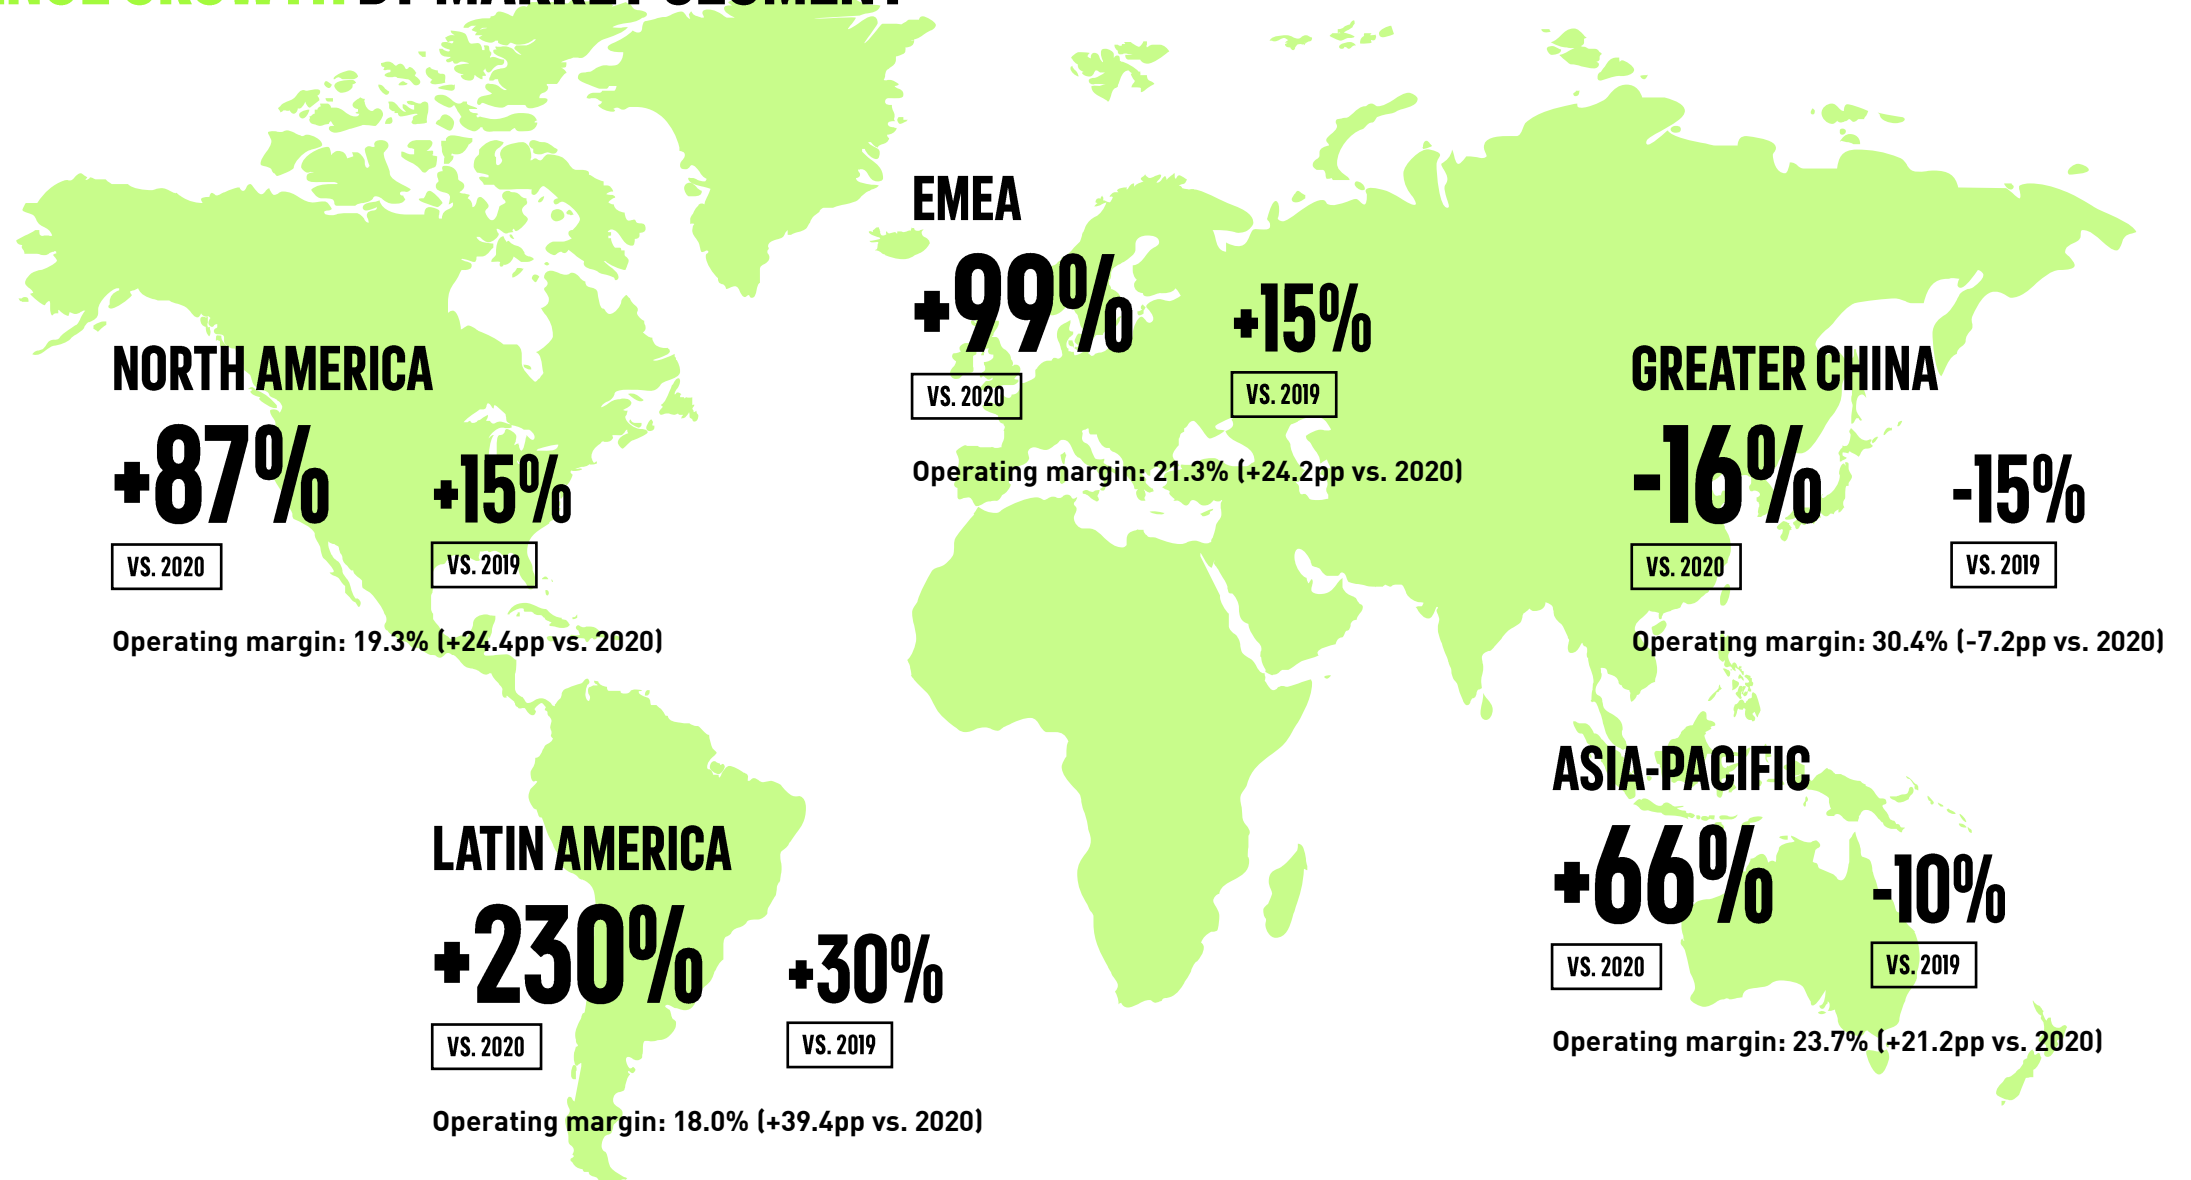 GROWTH BY MARKET SEGMENT
EMEA
+99%
+15%
VS. 2020
VS. 2019
Operating margin: 21.3% (+24.2pp vs. 2020)
NORTH AMERICA
+87%
+15%
VS. 2020
VS. 2019
Operating margin: 19.3% (+24.4pp vs. 2020)
GREATER CHINA
-16%
-15%
VS. 2020
VS. 2019
Operating margin: 30.4% (-7.2pp vs. 2020)
LATIN AMERICA
+230%
+30%
VS. 2020
VS. 2019
Operating margin: 18.0% (+39.4pp vs. 2020)
ASIA-PACIFIC
+66%
-10%
VS. 2020
VS. 2019
Operating margin: 23.7% (+21.2pp vs. 2020)